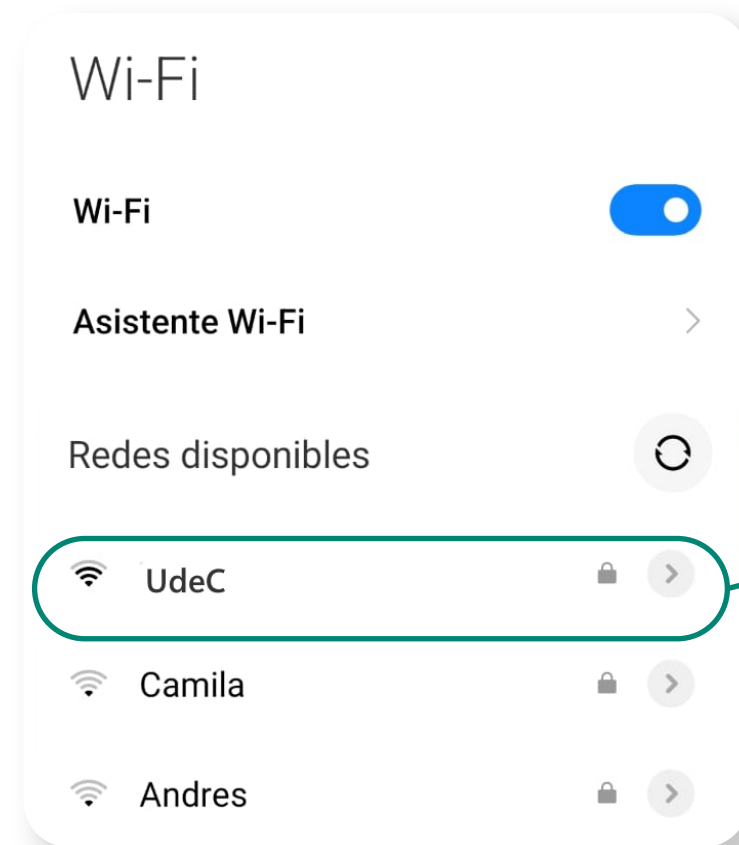 Wi-Fi
Wi-Fi
Asistente Wi-Fi
Redes disponibles
UdeC
Camila
Andres